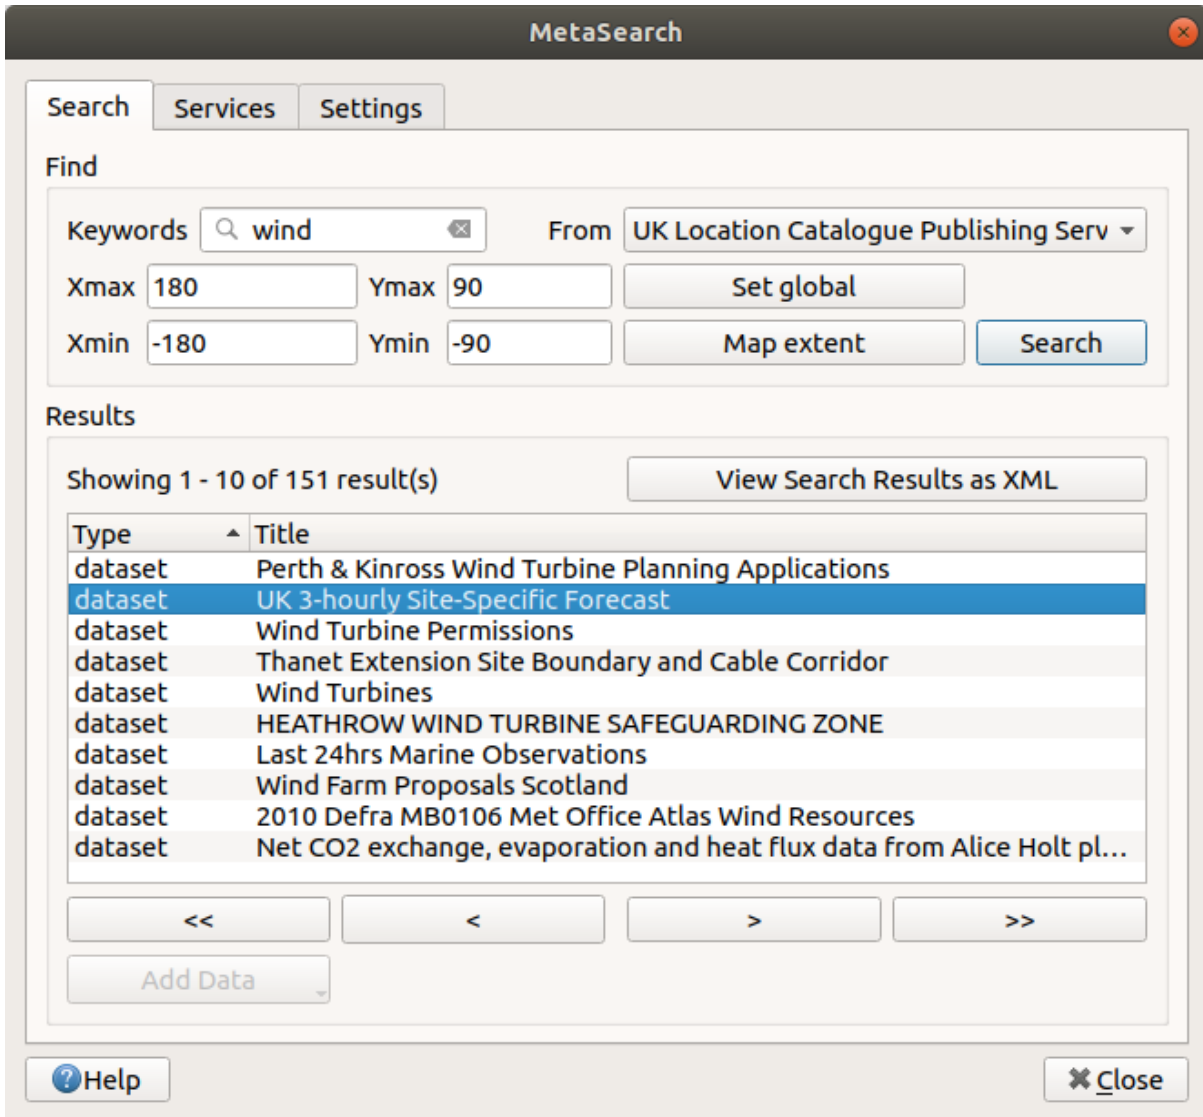 MetaSearch
Search Services Settings
Find
Keywords wind From UK Location Catalogue Publishing Serv
Xmax 180 Ymax 90 Set global
Xmin -180 Ymin -90 Map extent Search
Results
Showing 1 - 10 of 151 result(s) View Search Results as XML
Type Title
dataset Perth & Kinross Wind Turbine Planning Applications
dataset UK 3-hourly Site-Specific Forecast
dataset Wind Turbine Permissions
dataset Thanet Extension Site Boundary and Cable Corridor
dataset Wind Turbines
dataset HEATHROW WIND TURBINE SAFEGUARDING ZONE
dataset Last 24hrs Marine Observations
dataset Wind Farm Proposals Scotland
dataset 2010 Defra MB0106 Met Office Atlas Wind Resources
dataset Net CO2 exchange, evaporation and heat flux data from Alice Holt pl...
<< < > >>
Add Data
Help Close